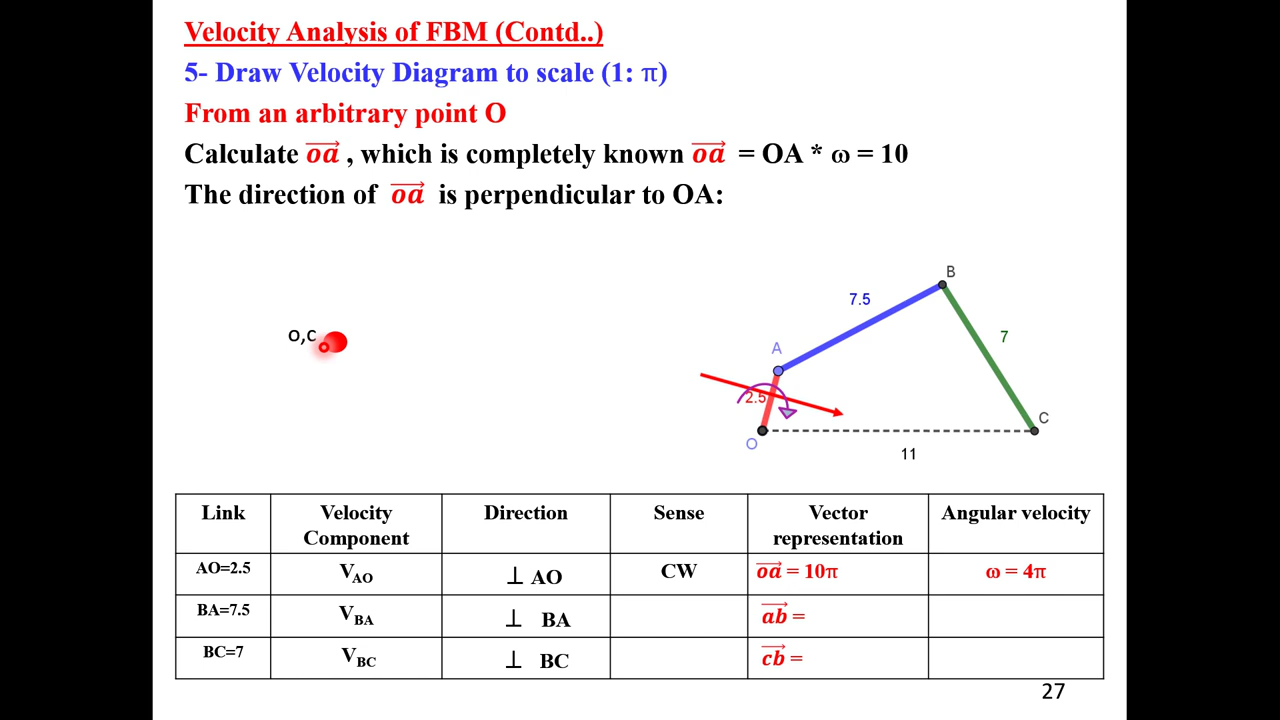 Velocity Analysis of FBM (Contd..)
5- Draw Velocity Diagram to scale (1: π)
From an arbitrary point O
Calculate oa⃗ , which is completely known oa⃗ = OA * ω = 10
The direction of oa⃗ is perpendicular to OA:
B
7.5
O,C
7
A
2.5
C
O
11
Link Velocity Component Direction Sense Vector representation Angular velocity
AO=2.5 V_AO ⊥ AO CW oa⃗ = 10π ω = 4π
BA=7.5 V_BA ⊥ BA ab⃗ =
BC=7 V_BC ⊥ BC cb⃗ =
27